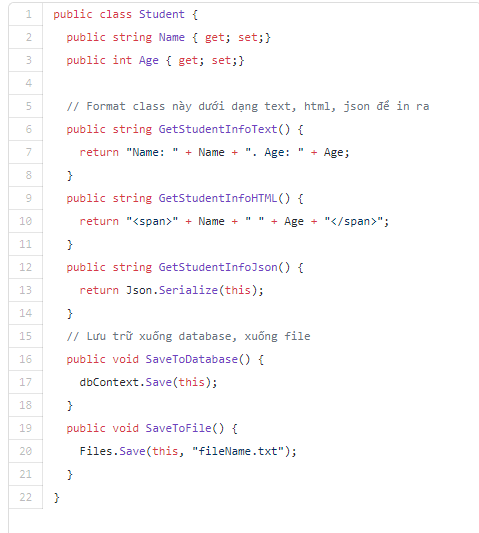 1 public class Student {
2 public string Name { get; set;}
3 public int Age { get; set;}
4
5 // Format class này dưới dạng text, html, json để in ra
6 public string GetStudentInfoText() {
7 return "Name: " + Name + ". Age: " + Age;
8 }
9 public string GetStudentInfoHTML() {
10 return "<span>" + Name + " " + Age + "</span>";
11 }
12 public string GetStudentInfoJson() {
13 return Json.Serialize(this);
14 }
15 // Lưu trữ xuống database, xuống file
16 public void SaveToDatabase() {
17 dbContext.Save(this);
18 }
19 public void SaveToFile() {
20 Files.Save(this, "fileName.txt");
21 }
22 }